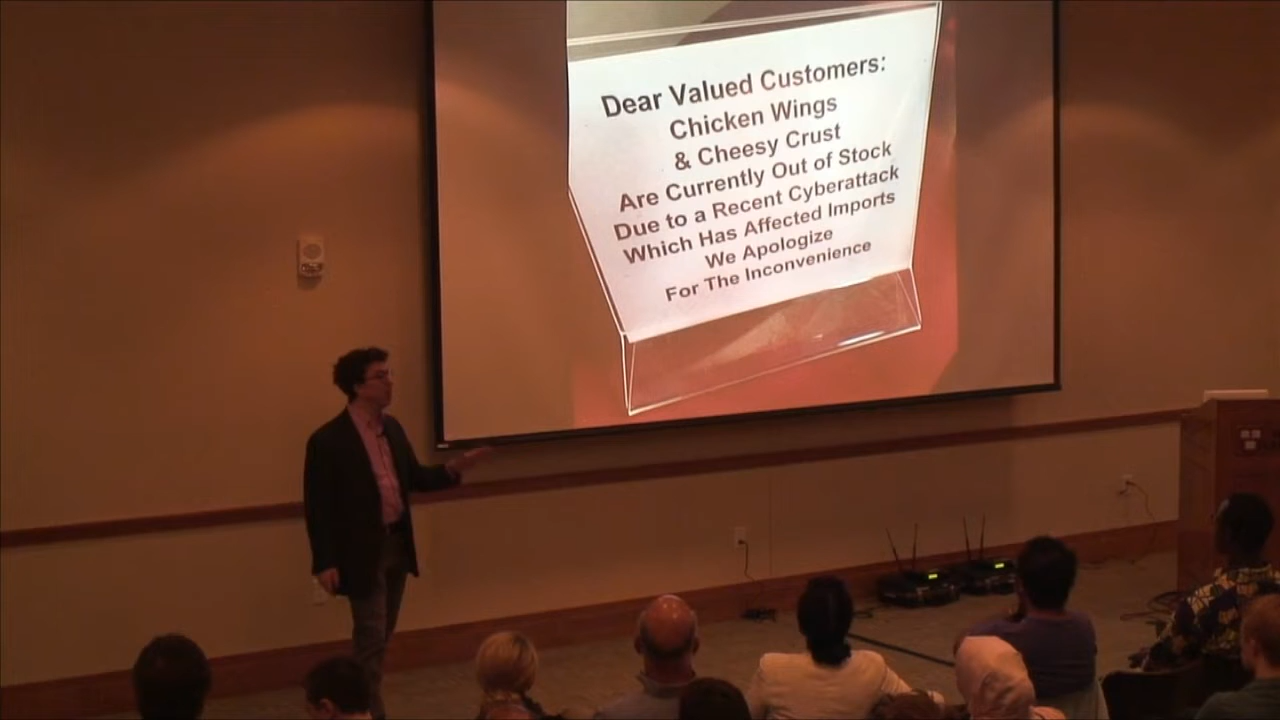 Dear Valued Customers:
Chicken Wings
& Cheesy Crust
Are Currently Out of Stock
Due to a Recent Cyberattack
Which Has Affected Imports
We Apologize
For The Inconvenience